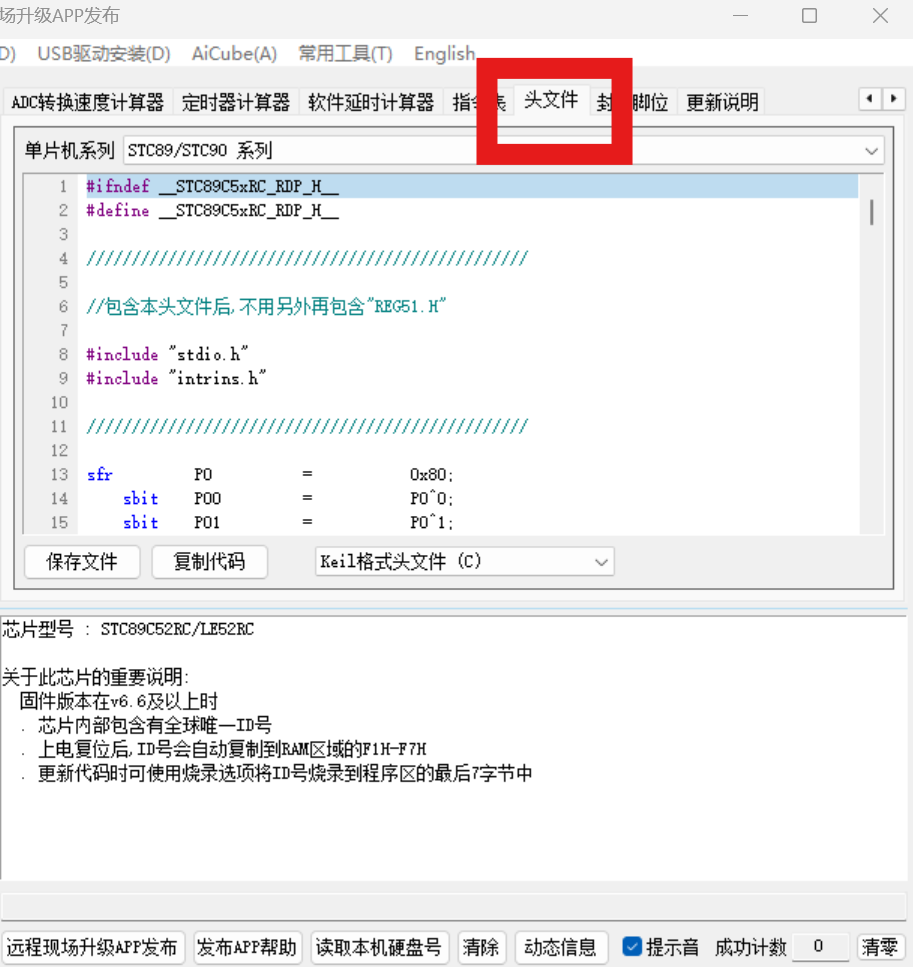 场升级APP发布
D) USB驱动安装(D) AiCube(A) 常用工具(T) English
ADC转换速度计算器 定时器计算器 软件延时计算器 头文件 脚位 更新说明
单片机系列 STC89/STC90 系列
1 #ifndef __STC89C5xRC_RDP_H__
2 #define __STC89C5xRC_RDP_H__
3
4 /////////////////////////////////////////////////
5
6 //包含本头文件后,不用另外再包含"REG51.H"
7
8 #include "stdio.h"
9 #include "intrins.h"
10
11 /////////////////////////////////////////////////
12
13 sfr P0 = 0x80;
14 sbit P00 = P0^0;
15 sbit P01 = P0^1;
保存文件 复制代码 Keil格式头文件 (C)
芯片型号 : STC89C52RC/LE52RC
关于此芯片的重要说明:
固件版本在v6.6及以上时
. 芯片内部包含有全球唯一ID号
. 上电复位后,ID号会自动复制到RAM区域的F1H-F7H
. 更新代码时可使用烧录选项将ID号烧录到程序区的最后7字节中
远程现场升级APP发布 发布APP帮助 读取本机硬盘号 清除 动态信息 提示音 成功计数 0 清零